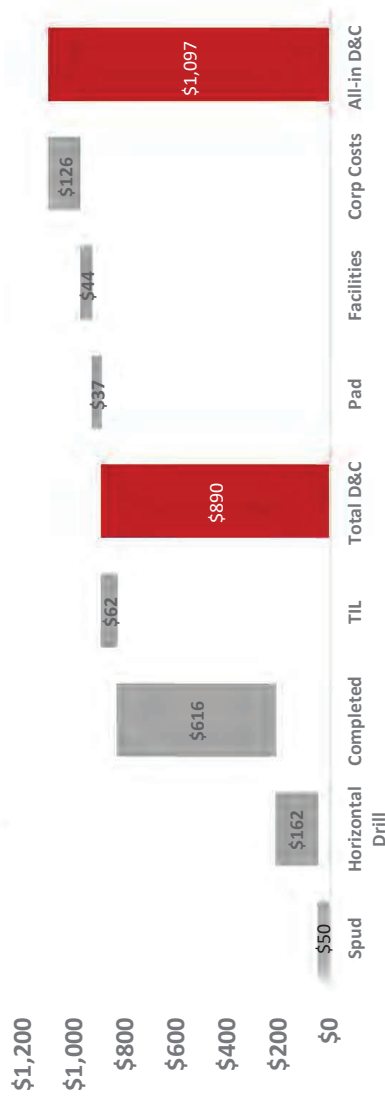 $1,200
$1,000
$800
$600
$400
$200
$0
$50
$162
$616
$62
$890
$37
$44
$126
$1,097
Spud
Horizontal
Drill
Completed
TIL
Total D&C
Pad
Facilities
Corp Costs
All-in D&C